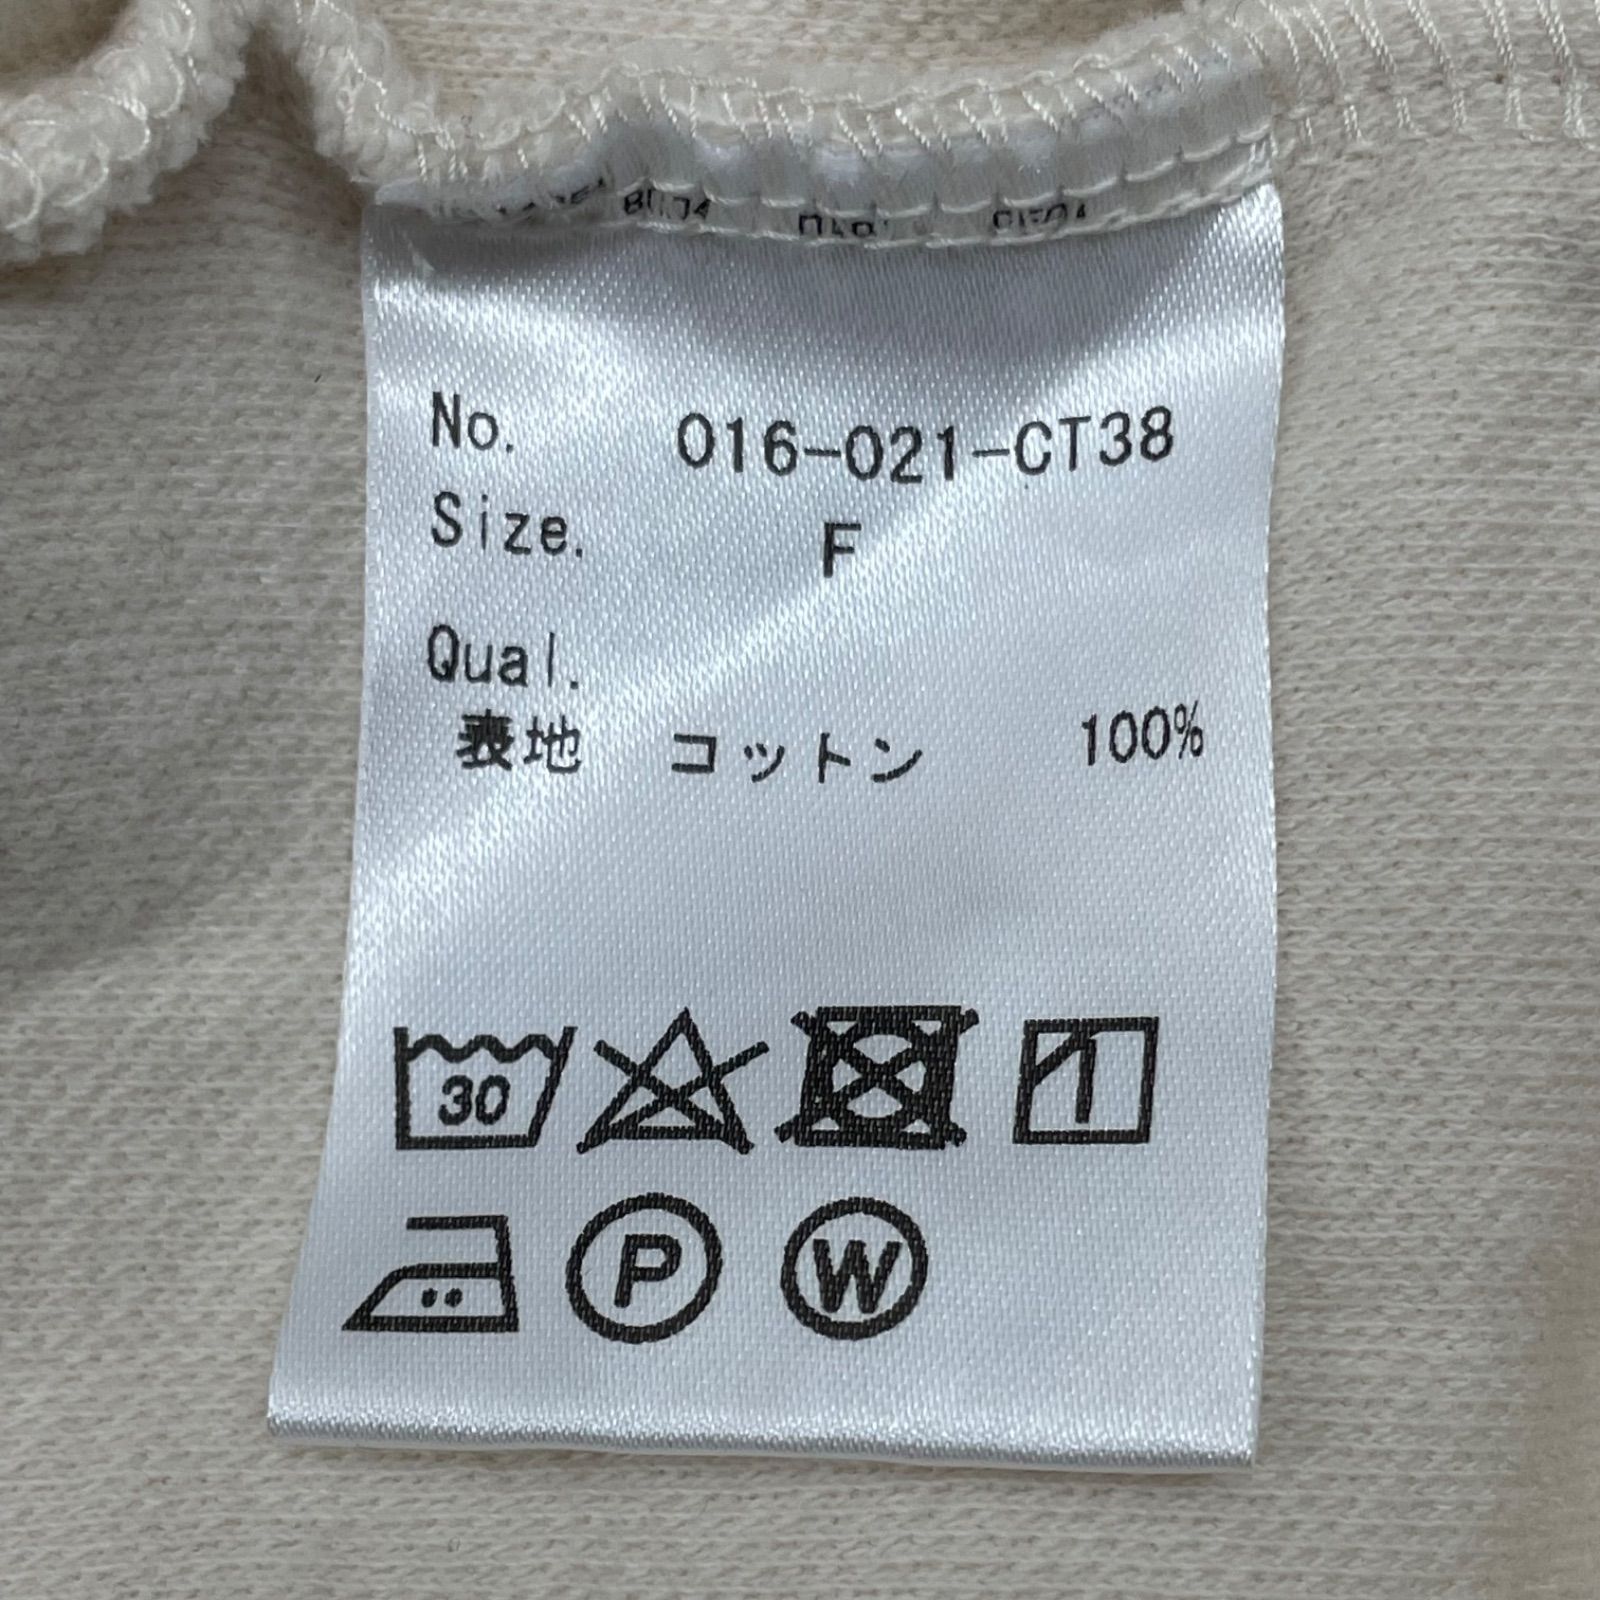 No. 016-021-CT38
Size. F
Qual.
表地 コットン 100%
30
P W